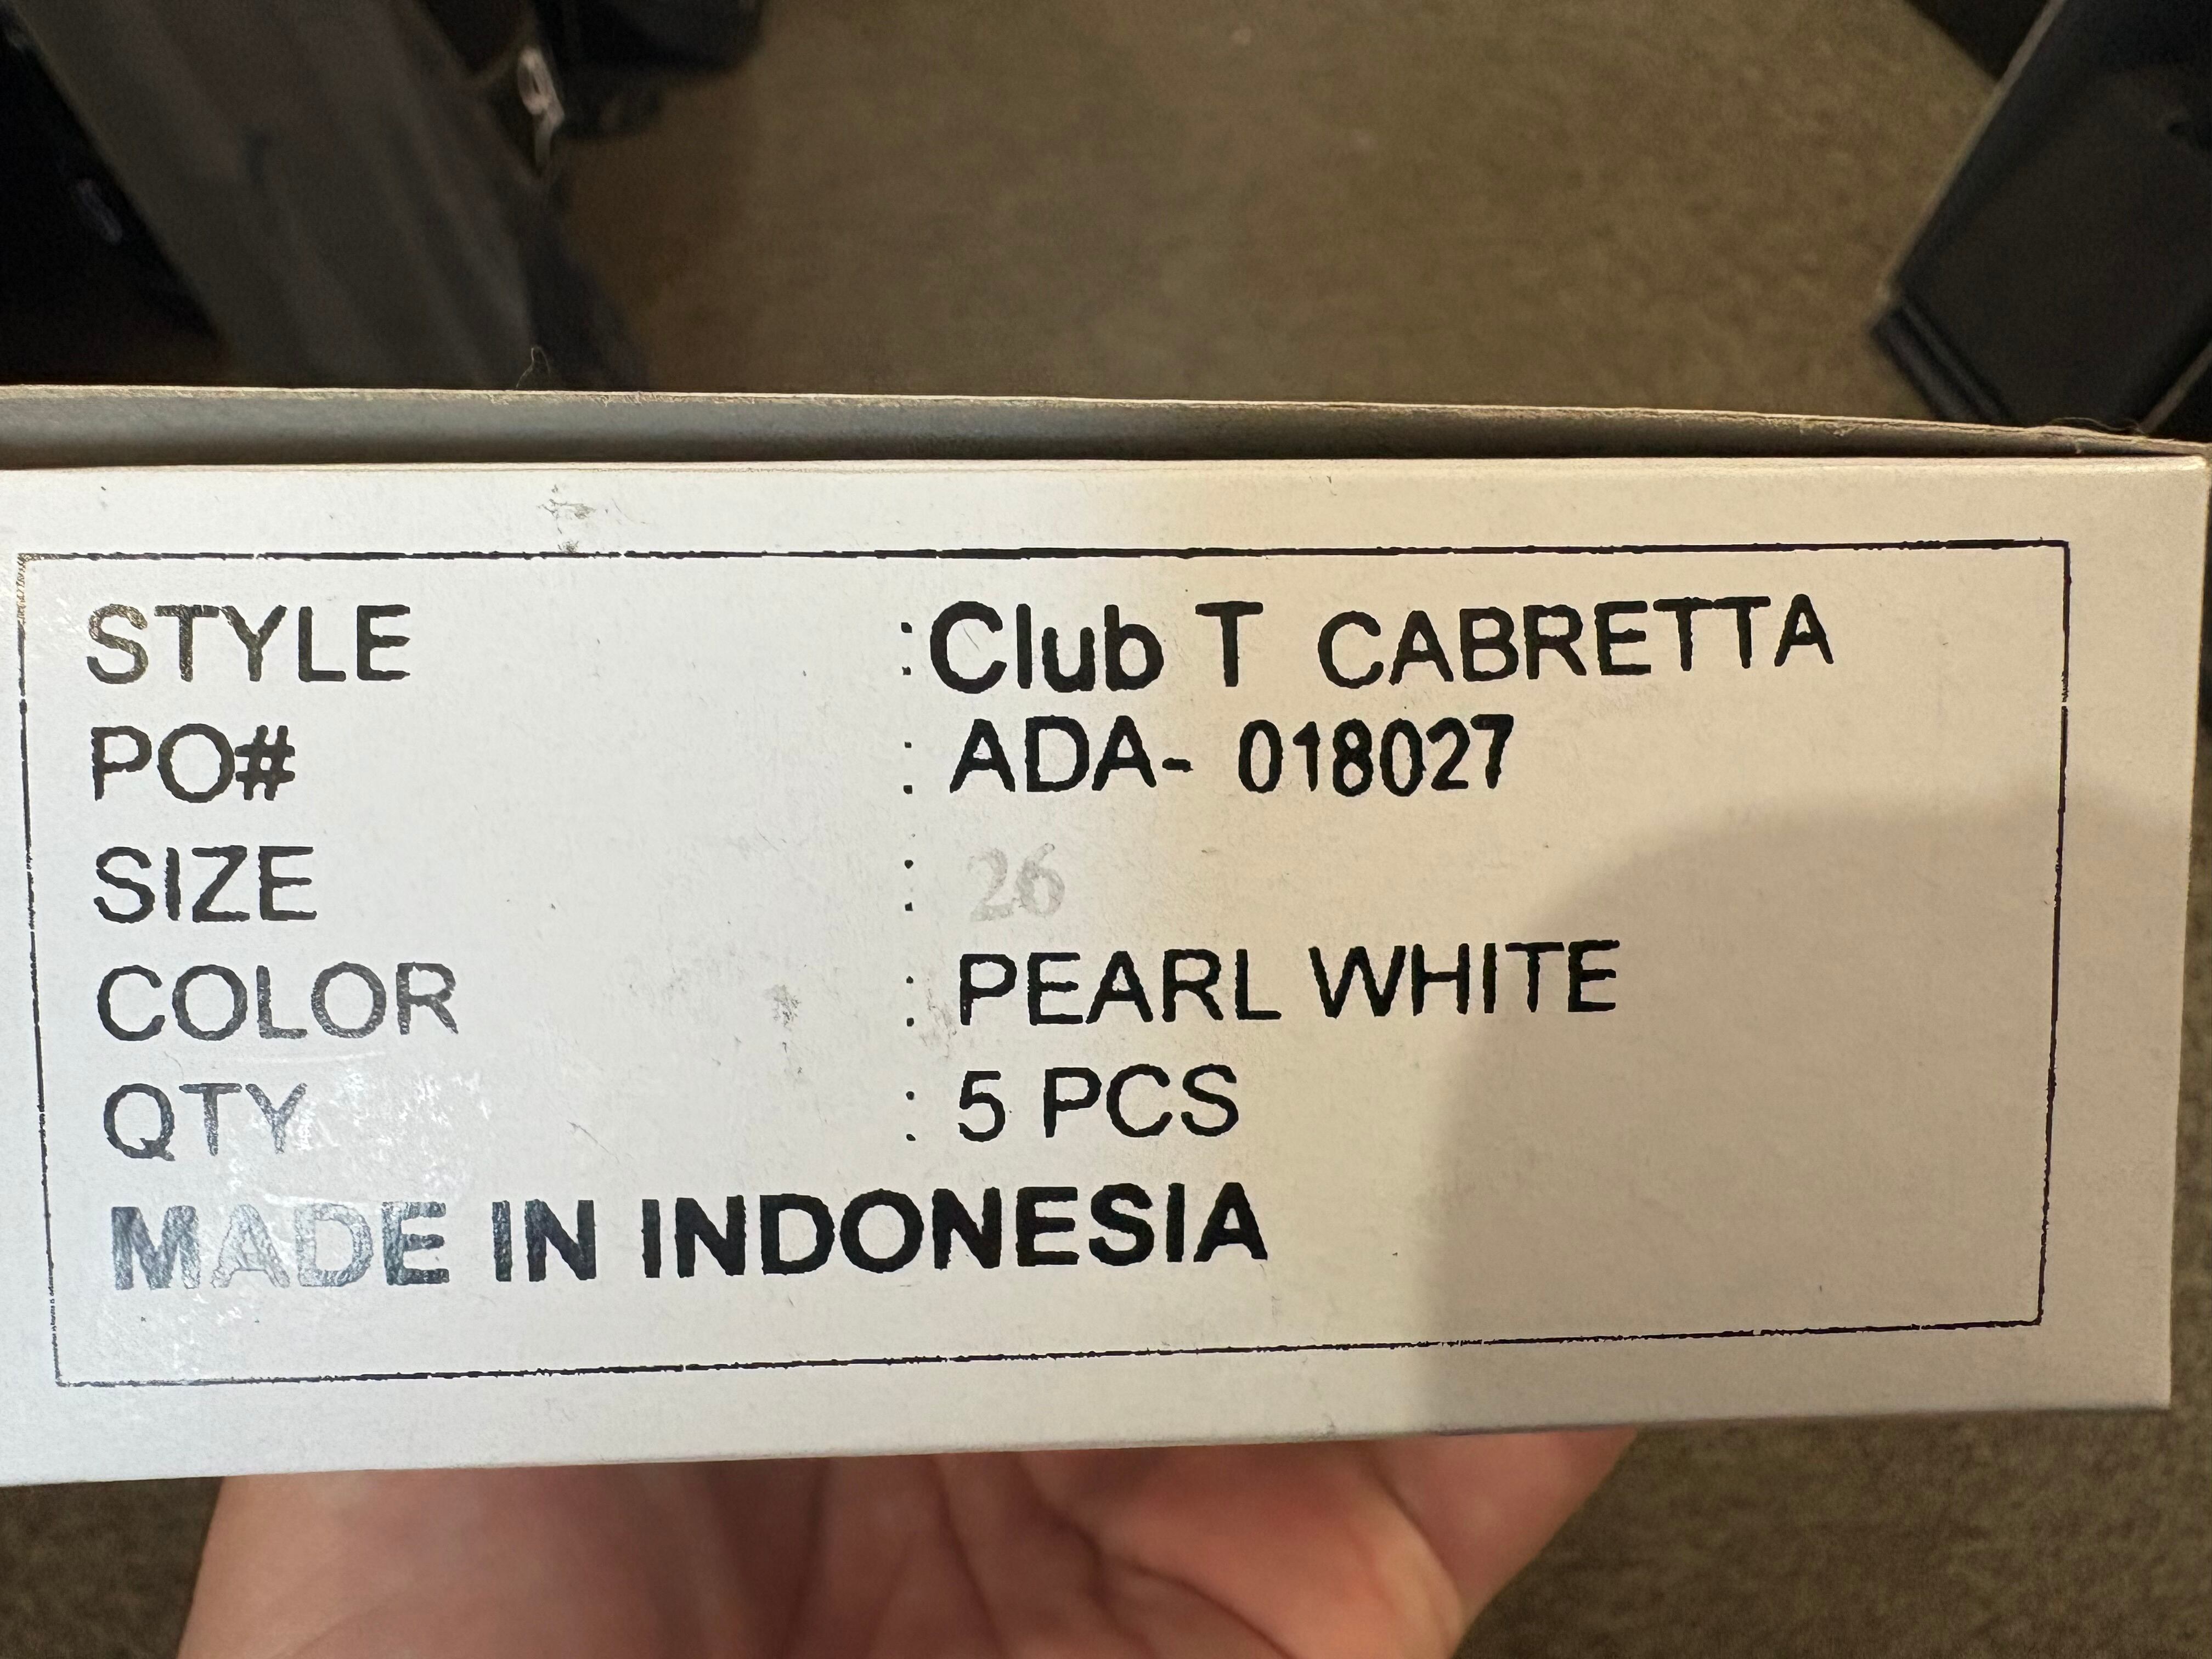 STYLE : Club T CABRETTA
PO# : ADA- 018027
SIZE : 26
COLOR : PEARL WHITE
QTY : 5 PCS
MADE IN INDONESIA